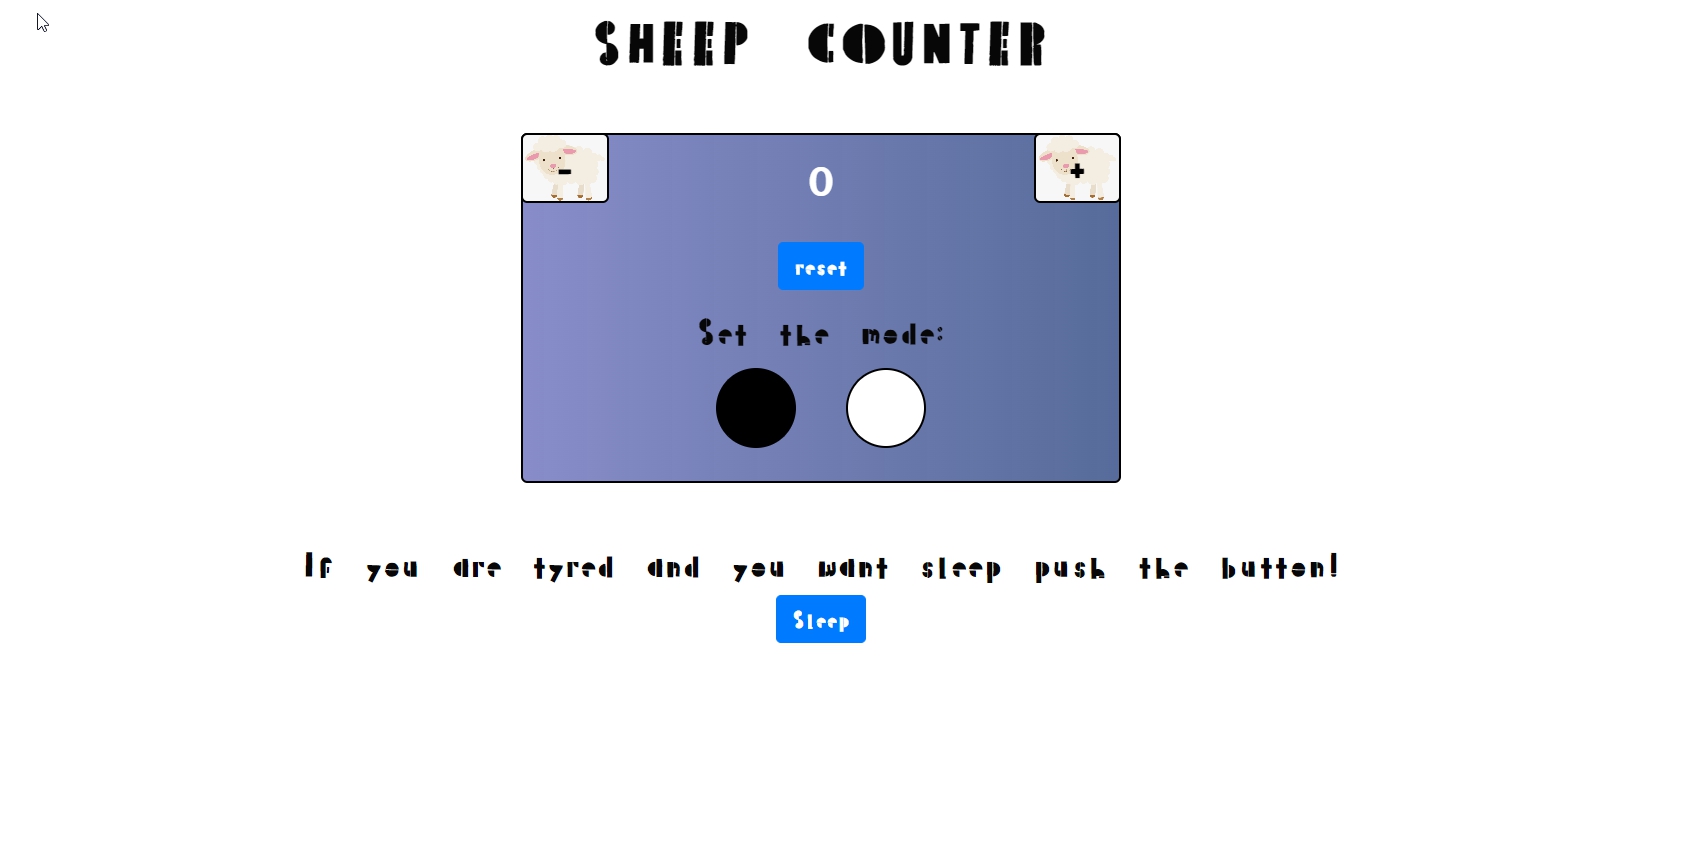 SHEEP COUNTER
- 0 +
reset
Set the mode:
If you are tyred and you want sleep push the button!
Sleep